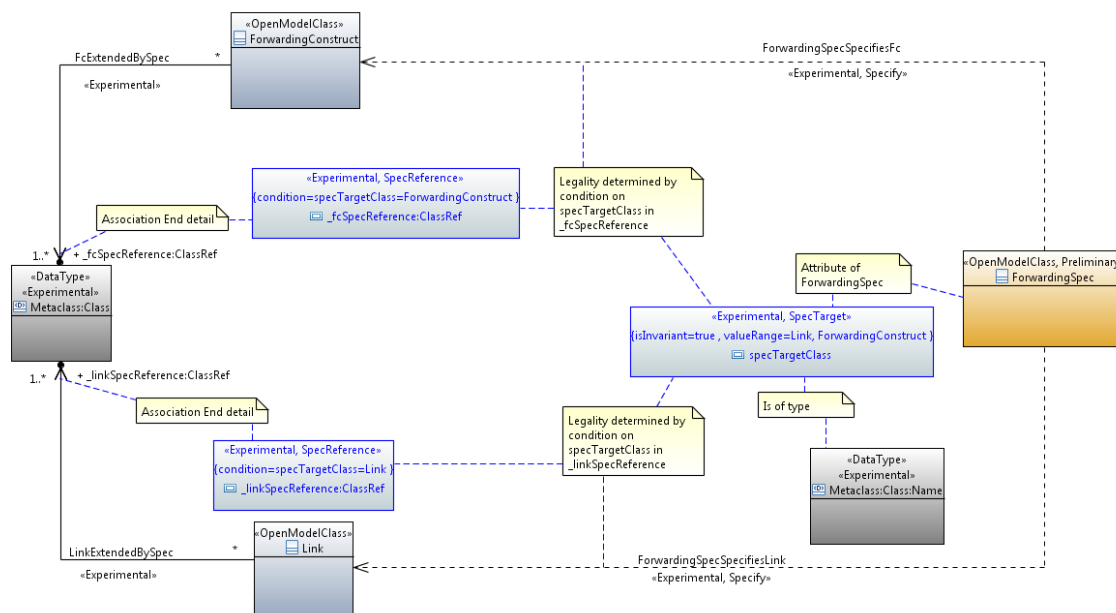 «OpenModelClass»
ForwardingConstruct
FcExtendedBySpec
*
«Experimental»
ForwardingSpecSpecifiesFc
«Experimental, Specify»
«Experimental, SpecReference»
{condition=specTargetClass=ForwardingConstruct }
_fcSpecReference:ClassRef
Legality determined by
condition on
specTargetClass in
_fcSpecReference
Association End detail
1..*
+ _fcSpecReference:ClassRef
«DataType»
«Experimental»
Metaclass:Class
Attribute of
ForwardingSpec
«OpenModelClass, Preliminary
ForwardingSpec
«Experimental, SpecTarget»
{isInvariant=true , valueRange=Link, ForwardingConstruct }
specTargetClass
1..*
+ _linkSpecReference:ClassRef
Association End detail
Is of type
Legality determined by
condition on
specTargetClass in
_linkSpecReference
«Experimental, SpecReference»
{condition=specTargetClass=Link }
_linkSpecReference:ClassRef
«DataType»
«Experimental»
Metaclass:Class:Name
«OpenModelClass»
Link
LinkExtendedBySpec
*
«Experimental»
ForwardingSpecSpecifiesLink
«Experimental, Specify»